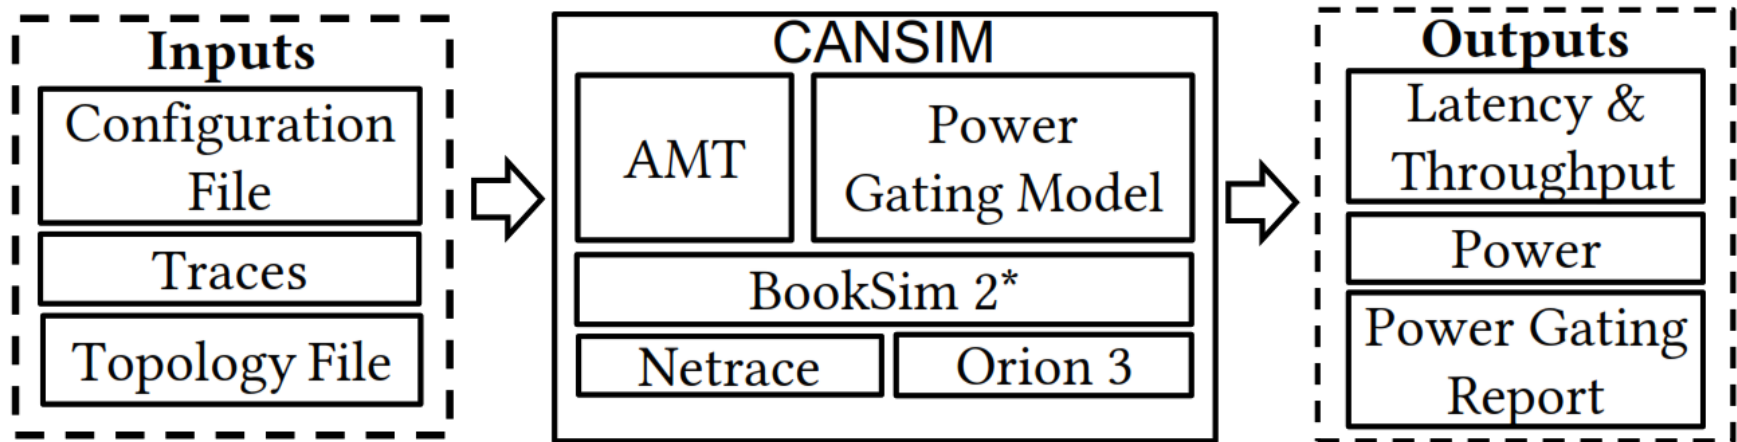 Inputs
Configuration
File
Traces
Topology File
CANSIM
AMT
Power
Gating Model
BookSim 2*
Netrace
Orion 3
Outputs
Latency &
Throughput
Power
Power Gating
Report